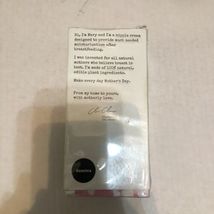 Hi, I'm Mary and I'm a nipple cream
designed to provide much needed
moisturisation after
breastfeeding.
I was invented for all natural
mothers who believe breast is
best. I'm made of 100% natural,
edible plant ingredients.
Make every day Mother's Day.
From my home to yours,
with motherly love.